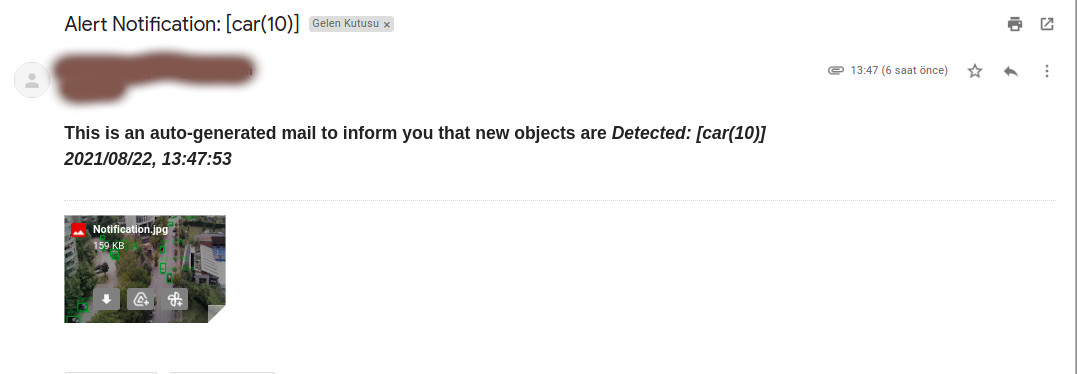 Alert Notification: [car(10)] Gelen Kutusu ×
13:47 (6 saat önce)
This is an auto-generated mail to inform you that new objects are Detected: [car(10)]
2021/08/22, 13:47:53
Notification.jpg
159 KB